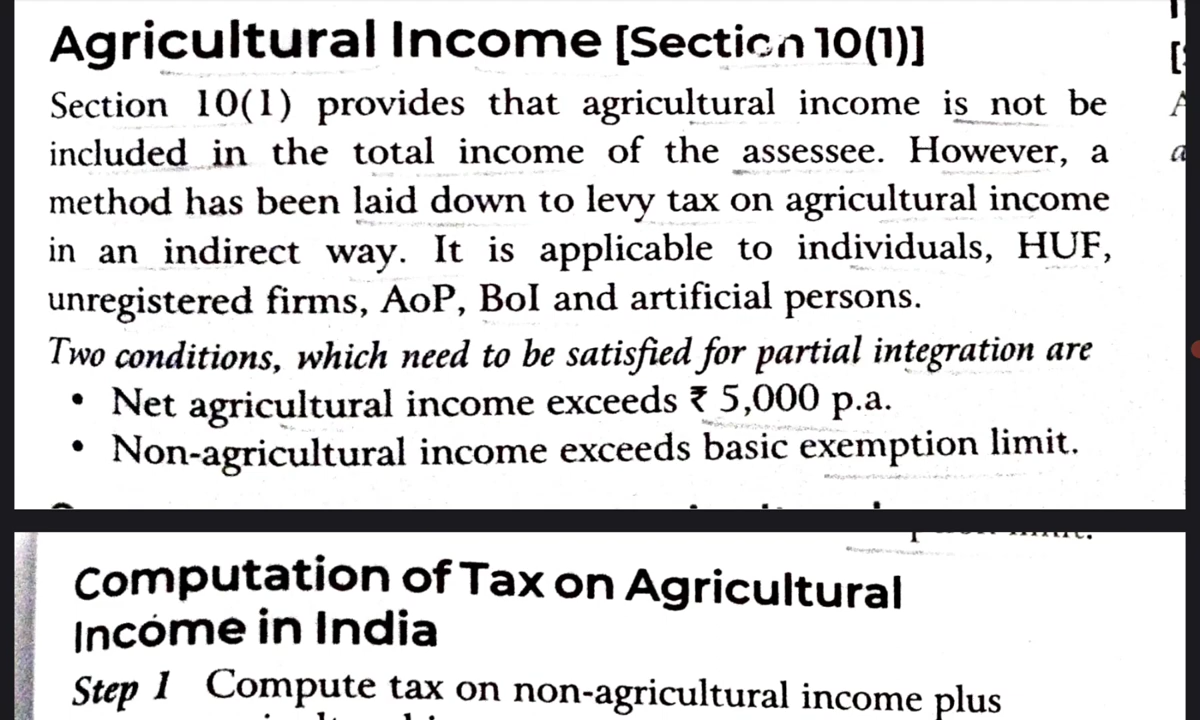 Agricultural Income [Section 10(1)]
Section 10(1) provides that agricultural income is not be
included in the total income of the assessee. However, a
method has been laid down to levy tax on agricultural income
in an indirect way. It is applicable to individuals, HUF,
unregistered firms, AoP, BoI and artificial persons.
Two conditions, which need to be satisfied for partial integration are
• Net agricultural income exceeds ₹ 5,000 p.a.
• Non-agricultural income exceeds basic exemption limit.
Computation of Tax on Agricultural
Income in India
Step 1 Compute tax on non-agricultural income plus